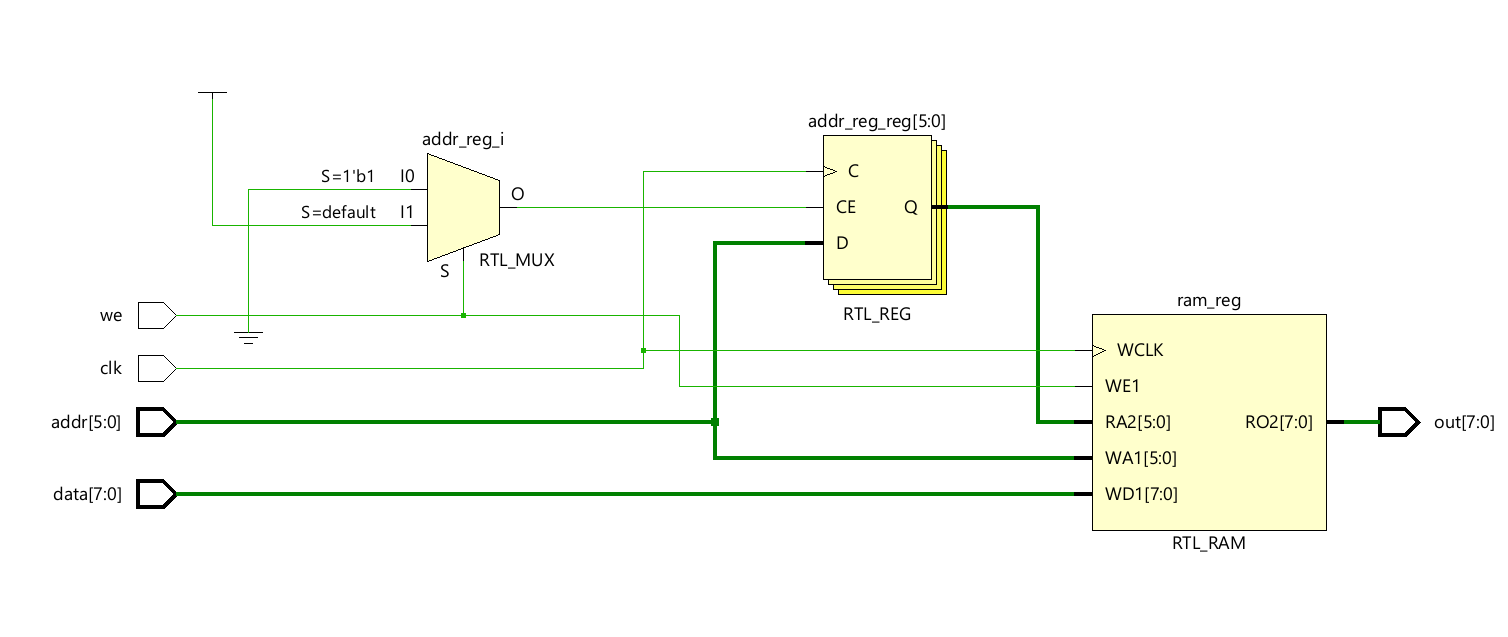 addr_reg_reg[5:0]
addr_reg_i
S=1'b1 I0
S=default I1
O
S
RTL_MUX
C
CE Q
D
RTL_REG
we
clk
addr[5:0]
data[7:0]
ram_reg
WCLK
WE1
RA2[5:0] RO2[7:0]
WA1[5:0]
WD1[7:0]
RTL_RAM
out[7:0]